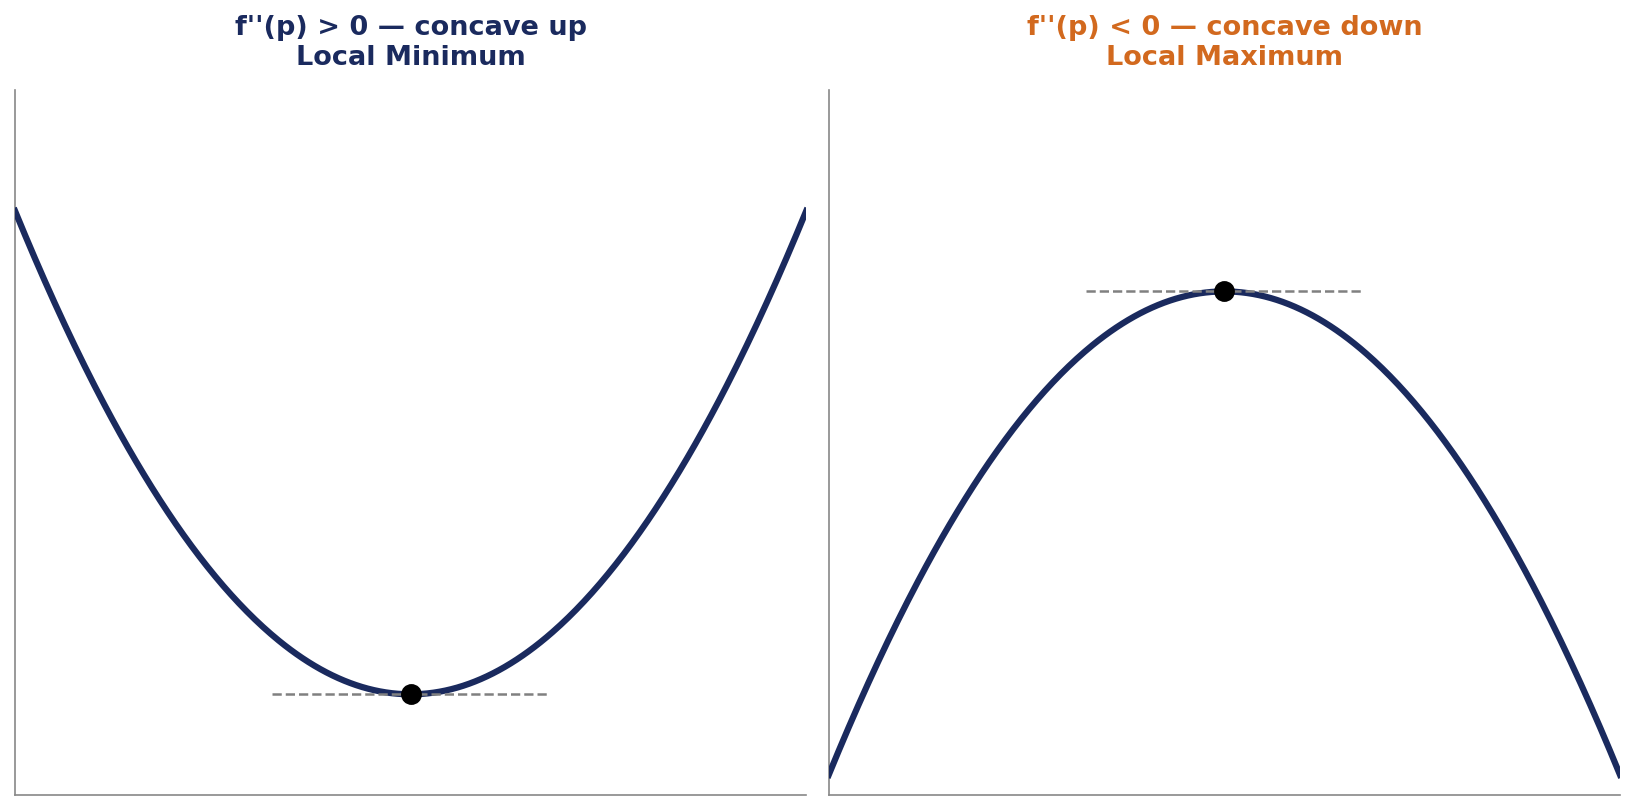 f''(p) > 0 — concave up
Local Minimum
f''(p) < 0 — concave down
Local Maximum